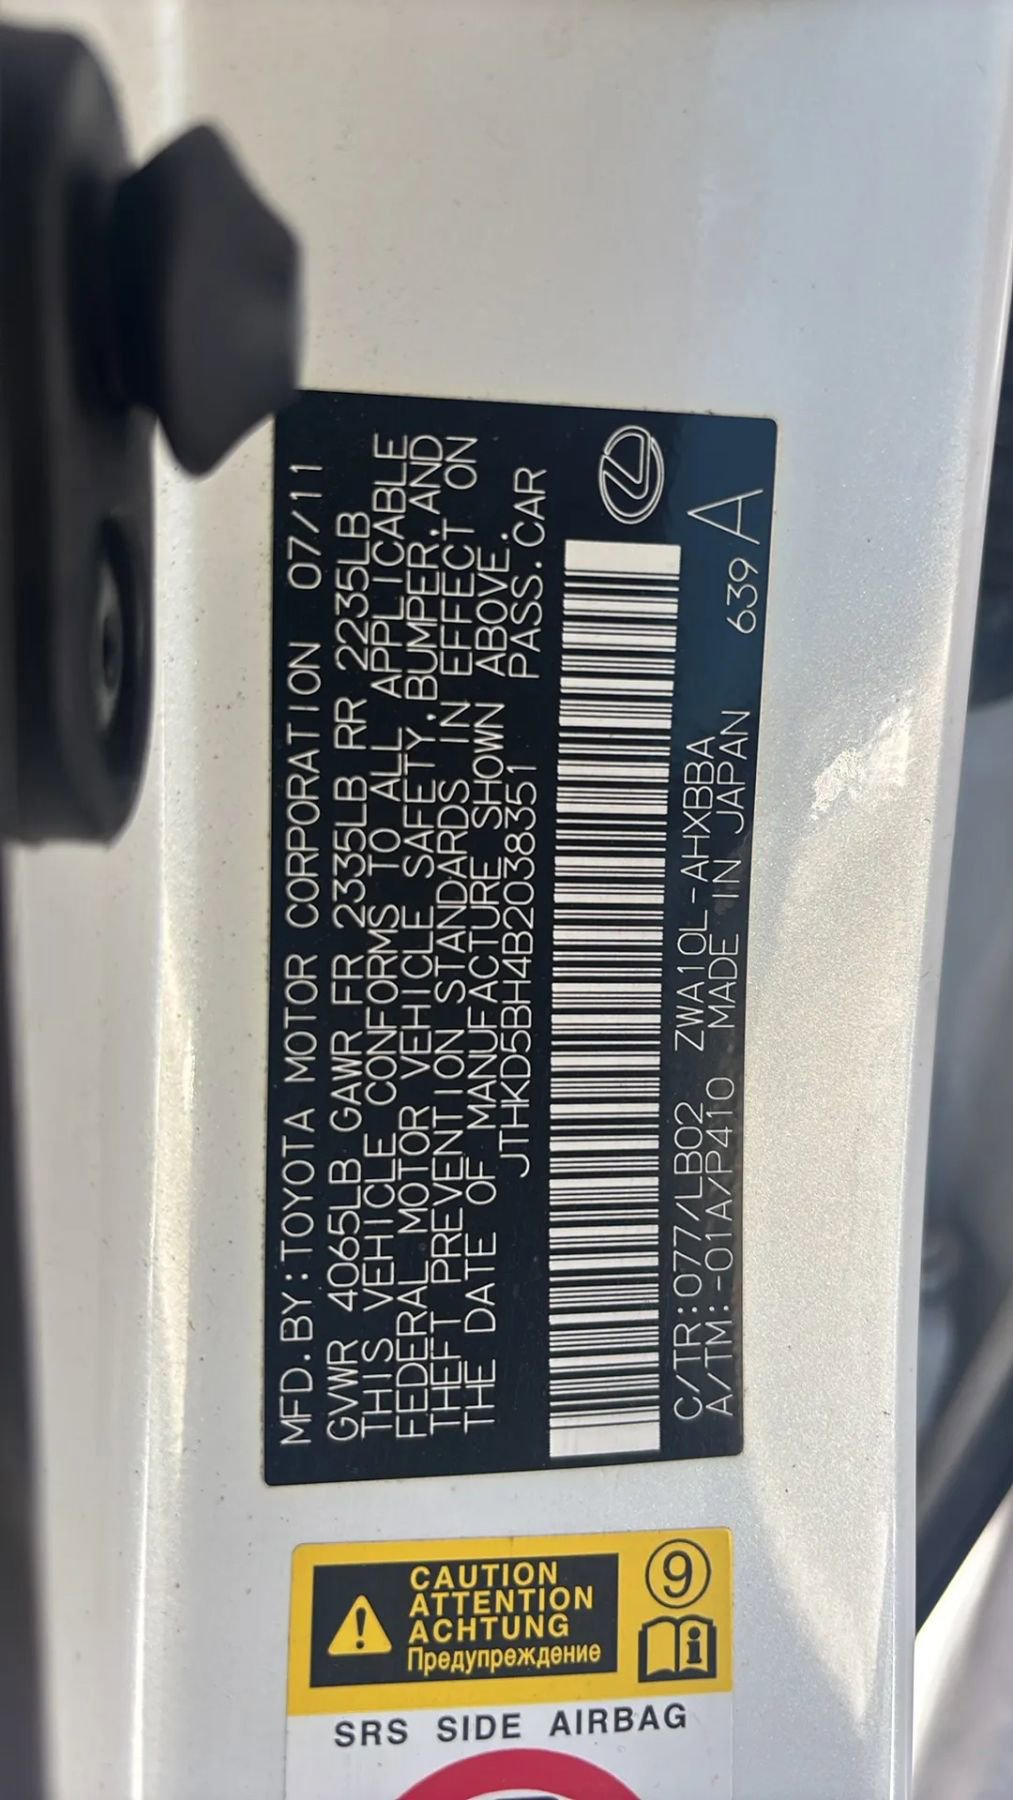 MFD.BY:TOYOTA MOTOR CORPORATION 07/11
GVWR 4065LB GAWR FR 2335LB RR 2235LB
THIS VEHICLE CONFORMS TO ALL APPLICABLE
FEDERAL MOTOR VEHICLE SAFETY,BUMPER,AND
THEFT PREVENTION STANDARDS IN EFFECT ON
THE DATE OF MANUFACTURE SHOWN ABOVE.
JTHKD5BH4B2038351 PASS.CAR
C/TR:077/LB02 ZWA10L-AHXBBA
A/TM:-01A/P410 MADE IN JAPAN 639 A
CAUTION
ATTENTION
ACHTUNG
Предупреждение
9
SRS SIDE AIRBAG